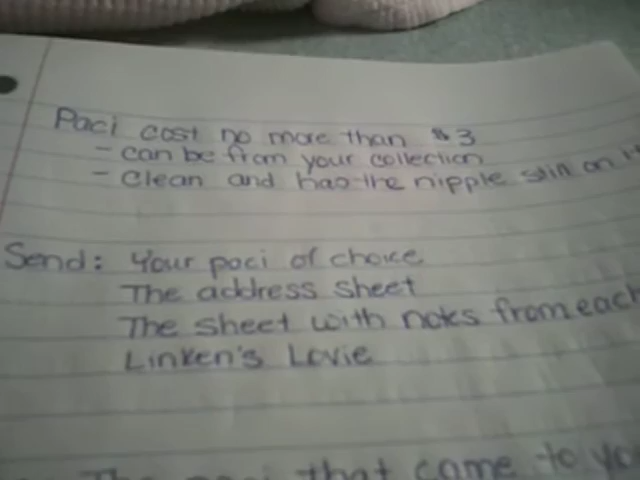 Paci cost no more than $3
- can be from your collection
- Clean and has the nipple still on it
Send: Your paci of choice
The address sheet
The sheet with notes from each
Linken's Lovie
The paci that came to you